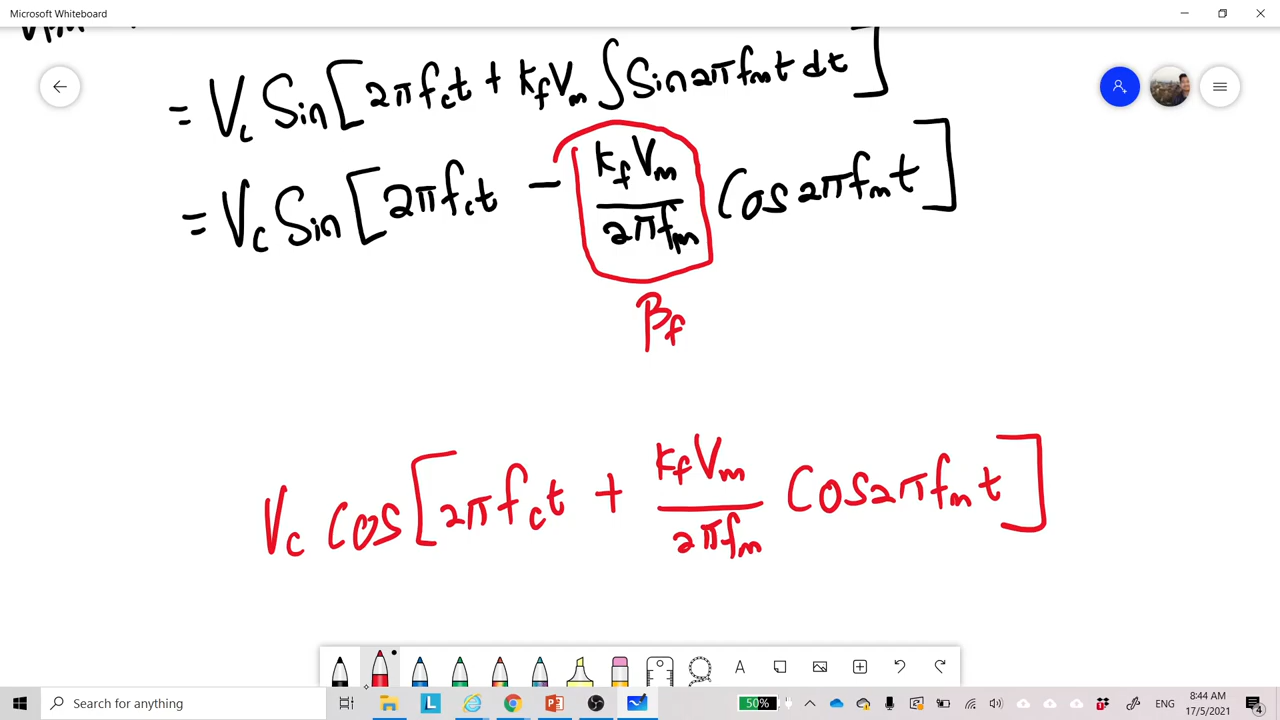 Microsoft Whiteboard
= Vc Sin[2πfct + kfVm ∫Sin2πfmt dt]
= Vc Sin[2πfct − kfVm/2πfm Cos2πfmt]
βf
Vc Cos[2πfct + kfVm/2πfm Cos2πfmt]
A
Search for anything
L
50%
ENG
8:44 AM
17/5/2021
4